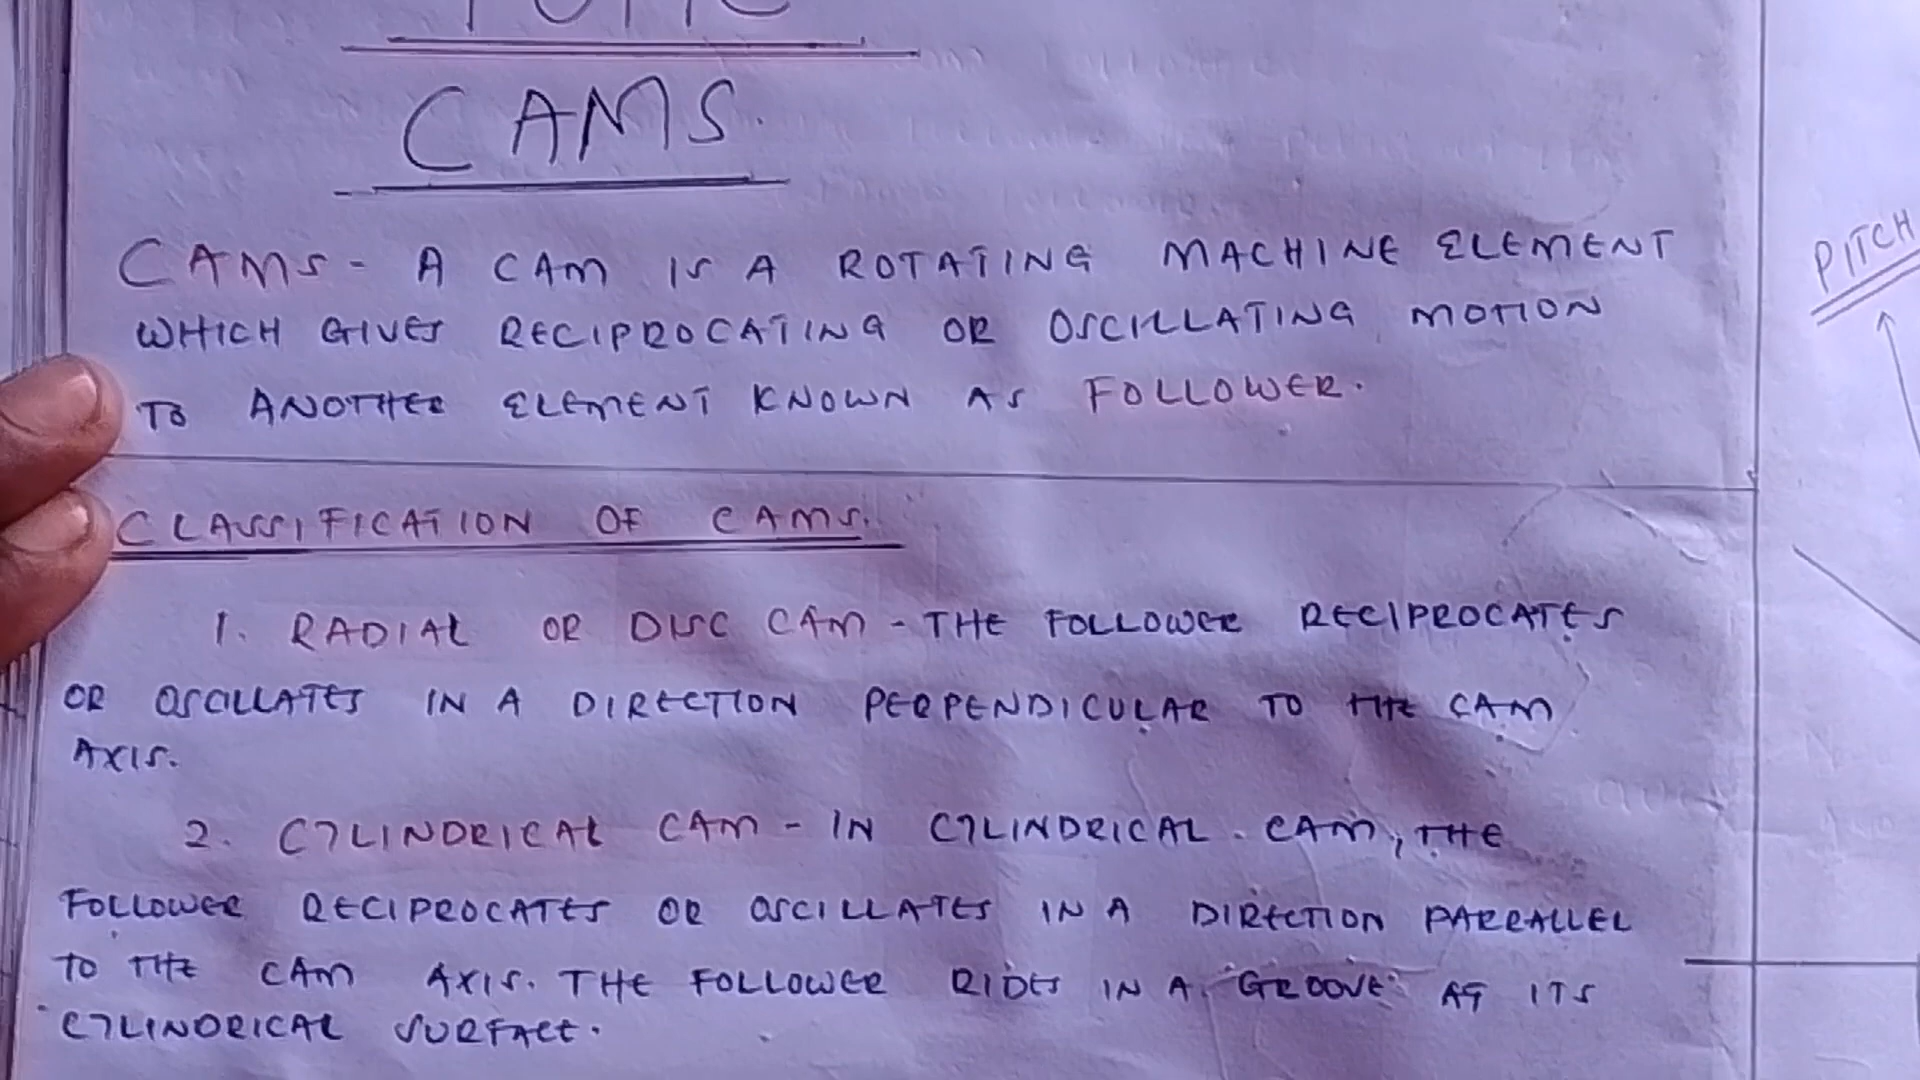 TOPIC
CAMS.
CAMS - A CAM IS A ROTATING MACHINE ELEMENT
WHICH GIVES RECIPROCATING OR OSCILLATING MOTION
TO ANOTHER ELEMENT KNOWN AS FOLLOWER.
CLASSIFICATION OF CAMS.
1. RADIAL OR DISC CAM - THE FOLLOWER RECIPROCATES
OR OSCILLATES IN A DIRECTION PERPENDICULAR TO THE CAM
AXIS.
2. CYLINDRICAL CAM - IN CYLINDRICAL CAM, THE
FOLLOWER RECIPROCATES OR OSCILLATES IN A DIRECTION PARRALLEL
TO THE CAM AXIS. THE FOLLOWER RIDES IN A GROOVE AT ITS
CYLINDRICAL SURFACE.
PITCH